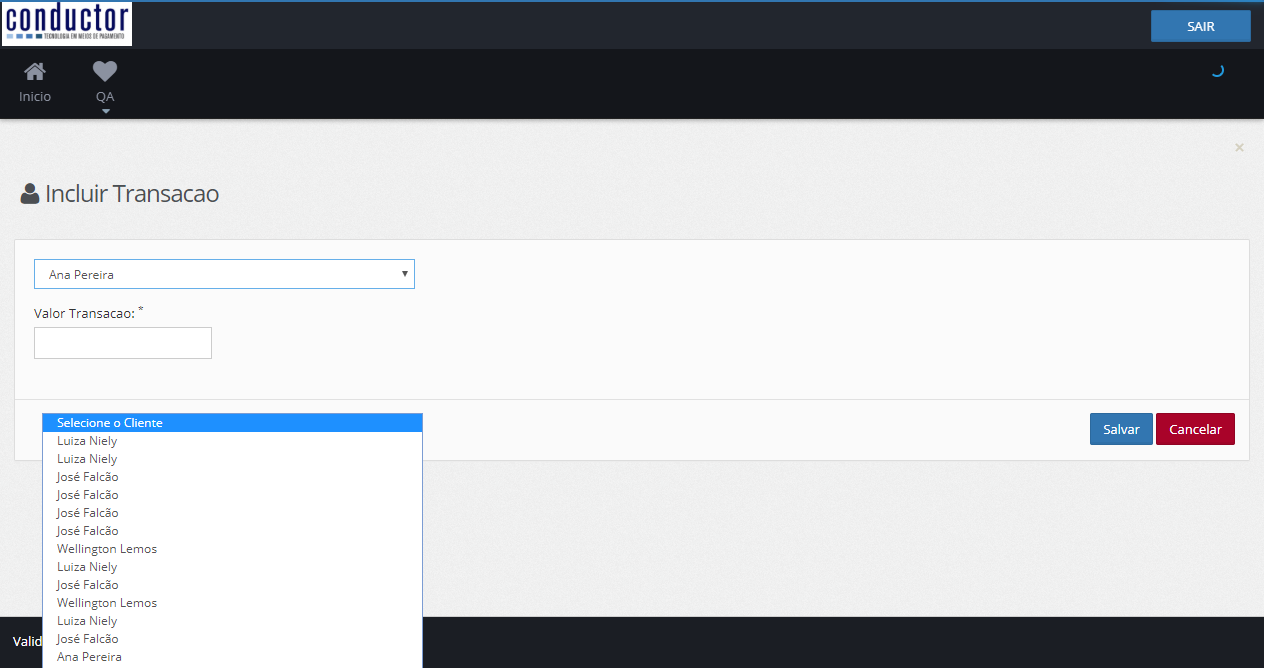 conductor
TECNOLOGIA EM MEIOS DE PAGAMENTO
SAIR
Inicio
QA
×
Incluir Transacao
Ana Pereira
Valor Transacao: *
Selecione o Cliente
Luiza Niely
Luiza Niely
José Falcão
José Falcão
José Falcão
José Falcão
Wellington Lemos
Luiza Niely
José Falcão
Wellington Lemos
Luiza Niely
José Falcão
Ana Pereira
Salvar
Cancelar
Valid